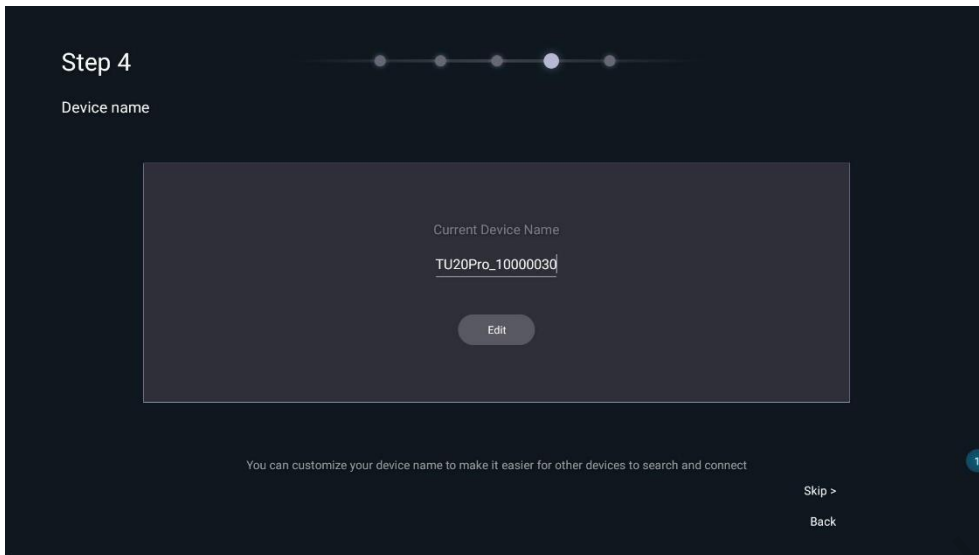 Step 4
Device name
Current Device Name
TU20Pro_10000030
Edit
You can customize your device name to make it easier for other devices to search and connect
1
Skip >
Back